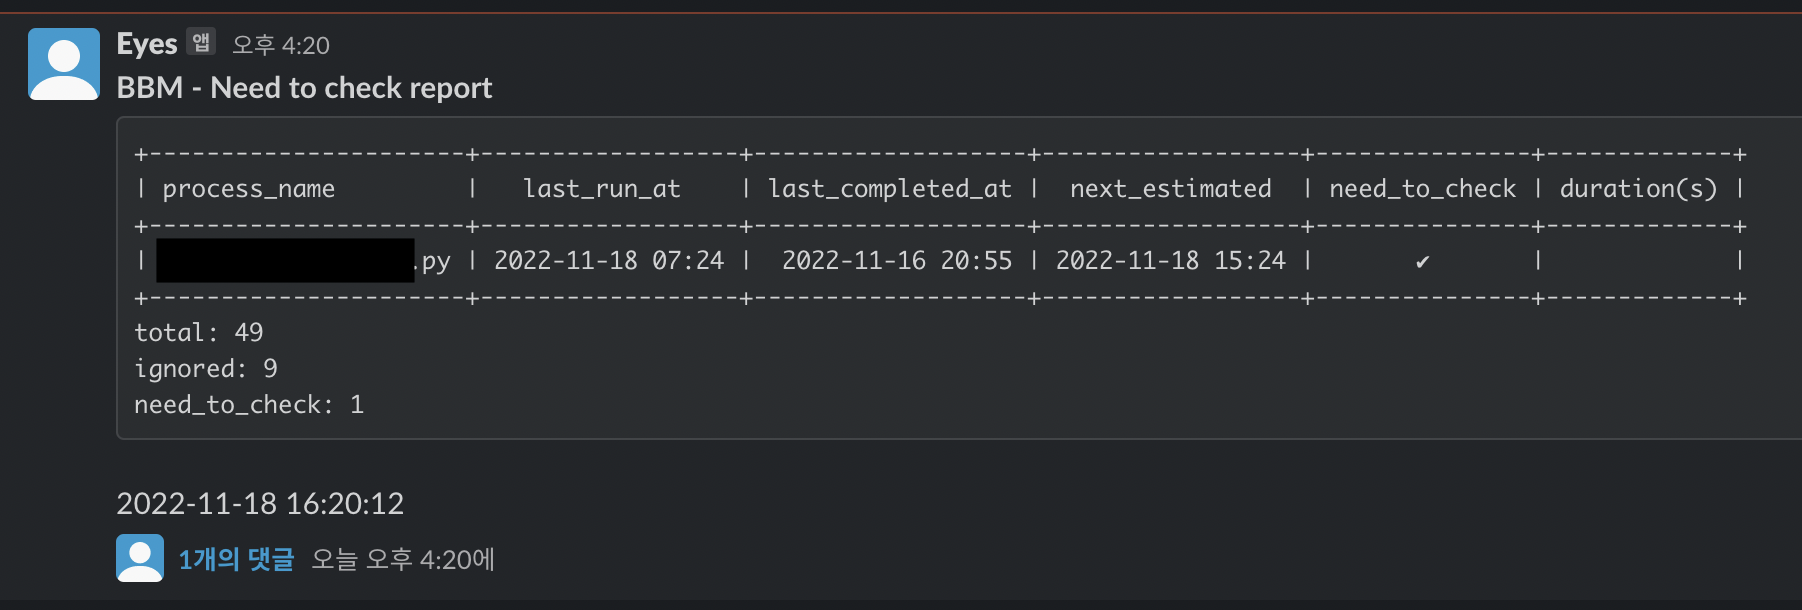 Eyes 앱 오후 4:20
BBM - Need to check report
+----------------------+------------------+-------------------+------------------+---------------+-------------+
| process_name         |   last_run_at    | last_completed_at |  next_estimated  | need_to_check | duration(s) |
+----------------------+------------------+-------------------+------------------+---------------+-------------+
| .py | 2022-11-18 07:24 |  2022-11-16 20:55 | 2022-11-18 15:24 |       ✔       |             |
+----------------------+------------------+-------------------+------------------+---------------+-------------+
total: 49
ignored: 9
need_to_check: 1
2022-11-18 16:20:12
1개의 댓글 오늘 오후 4:20에